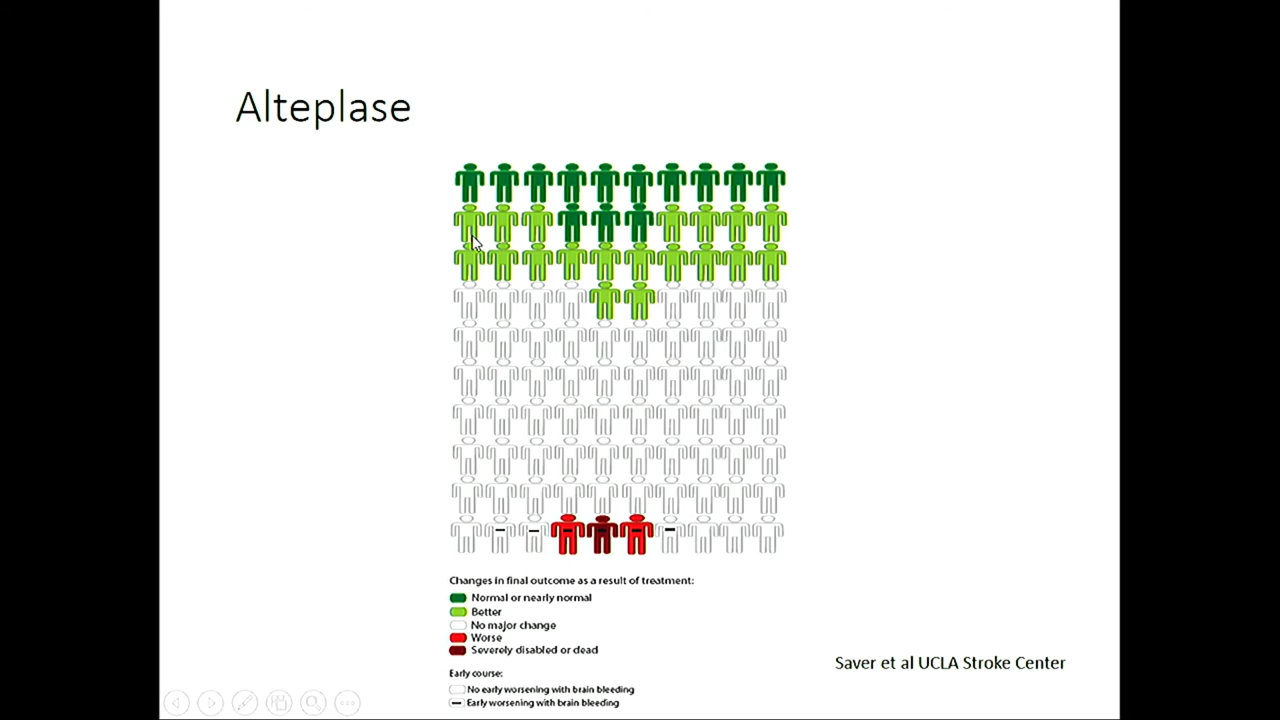 Alteplase
Changes in final outcome as a result of treatment:
Normal or nearly normal
Better
No major change
Worse
Severely disabled or dead
Early course:
No early worsening with brain bleeding
Early worsening with brain bleeding
Saver et al UCLA Stroke Center